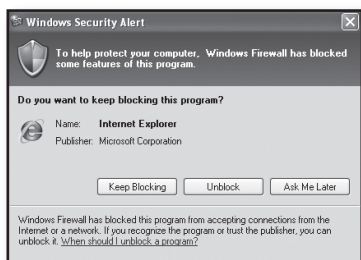 Windows Security Alert
To help protect your computer, Windows Firewall has blocked
some features of this program.
Do you want to keep blocking this program?
Name: Internet Explorer
Publisher: Microsoft Corporation
Keep Blocking Unblock Ask Me Later
Windows Firewall has blocked this program from accepting connections from the
Internet or a network. If you recognize the program or trust the publisher, you can
unblock it. When should I unblock a program?